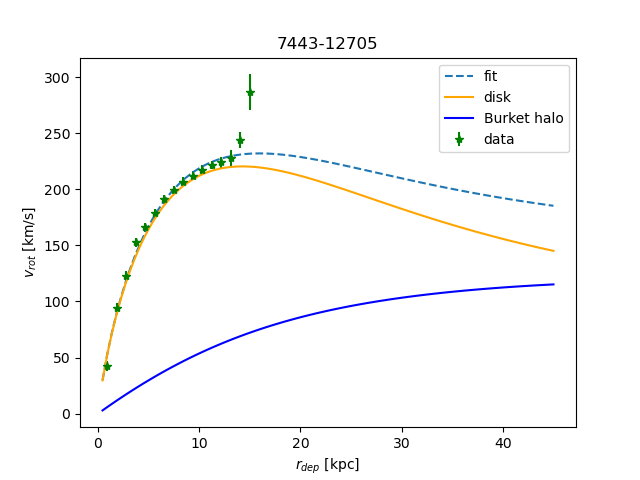 7443-12705
fit
disk
Burket halo
data
300
250
200
150
100
50
0
v_rot [km/s]
0 10 20 30 40
r_dep [kpc]